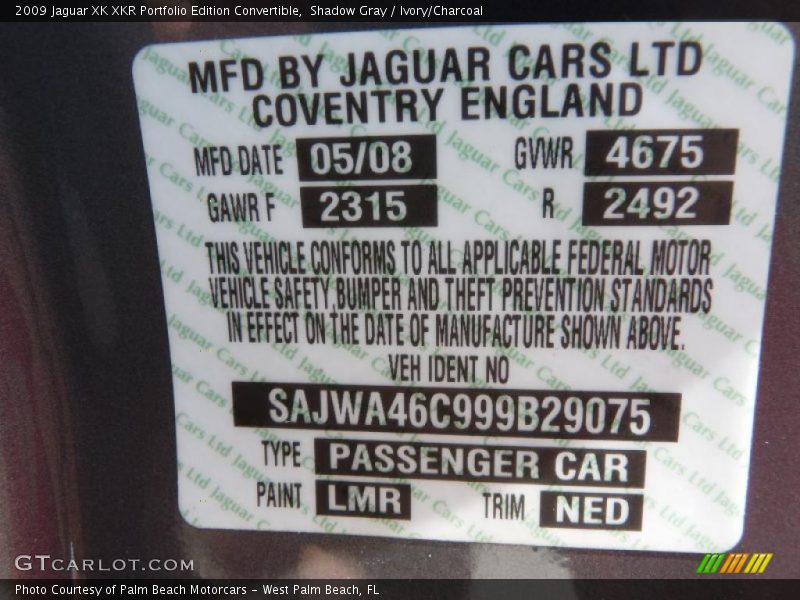 2009 Jaguar XK XKR Portfolio Edition Convertible, Shadow Gray / Ivory/Charcoal
MFD BY JAGUAR CARS LTD
COVENTRY ENGLAND
MFD DATE 05/08 GVWR 4675
GAWR F 2315 R 2492
THIS VEHICLE CONFORMS TO ALL APPLICABLE FEDERAL MOTOR
VEHICLE SAFETY, BUMPER AND THEFT PREVENTION STANDARDS
IN EFFECT ON THE DATE OF MANUFACTURE SHOWN ABOVE.
VEH IDENT NO
SAJWA46C999B29075
TYPE PASSENGER CAR
PAINT LMR TRIM NED
GTCARLOT.COM
Photo Courtesy of Palm Beach Motorcars - West Palm Beach, FL